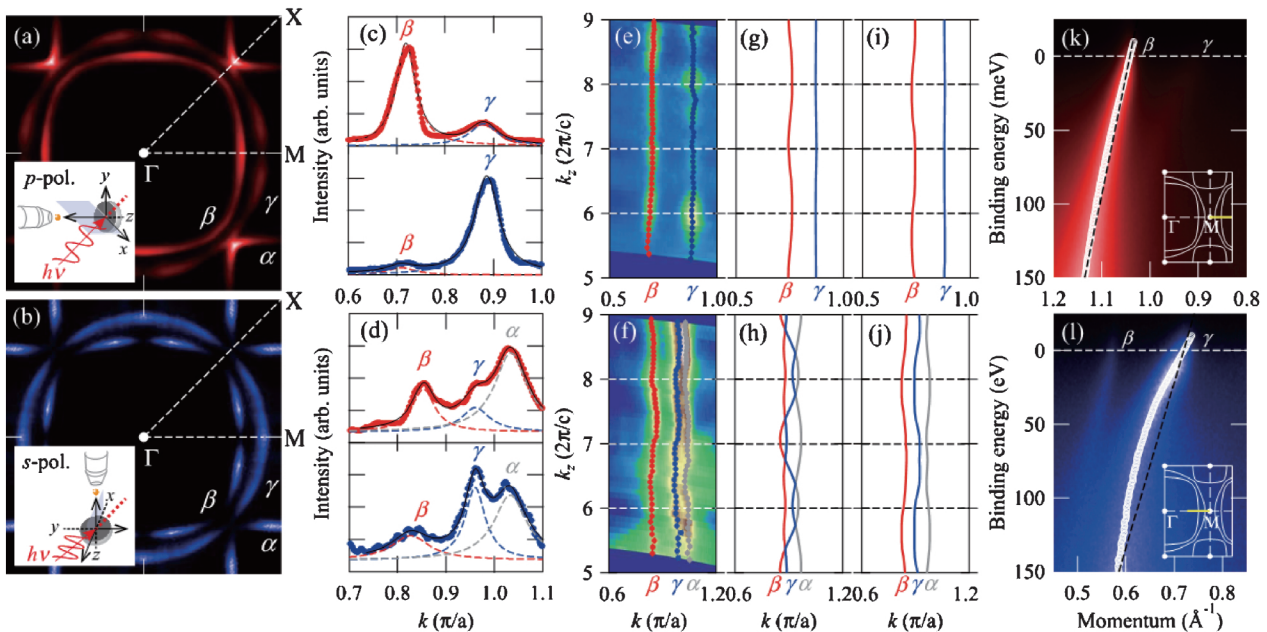 (a)
X
M
Γ
p-pol.
y
z
x
hν
β
γ
α
(b)
X
M
Γ
s-pol.
x
y
z
hν
β
γ
α
(c)
β
γ
β
γ
Intensity (arb. units)
0.6 0.7 0.8 0.9 1.0
(d)
β
γ
α
β
γ
α
Intensity (arb. units)
0.7 0.8 0.9 1.0 1.1
k (π/a)
(e) (g) (i)
9
8
7
6
5
k_z (2π/c)
0.5 β γ 1.0 0.5 β γ 1.0 0.5 β γ 1.0
(f) (h) (j)
9
8
7
6
5
k_z (2π/c)
β γ α
1.2 0.6 β γ α 1.2 0.6 β γ α 1.2
0.6
k (π/a) k (π/a) k (π/a)
(k)
β
γ
0
50
100
150
Binding energy (meV)
Γ M
1.2 1.1 1.0 0.9 0.8
(l)
β
γ
0
50
100
150
Binding energy (eV)
Γ M
0.5 0.6 0.7 0.8
Momentum (Å⁻¹)